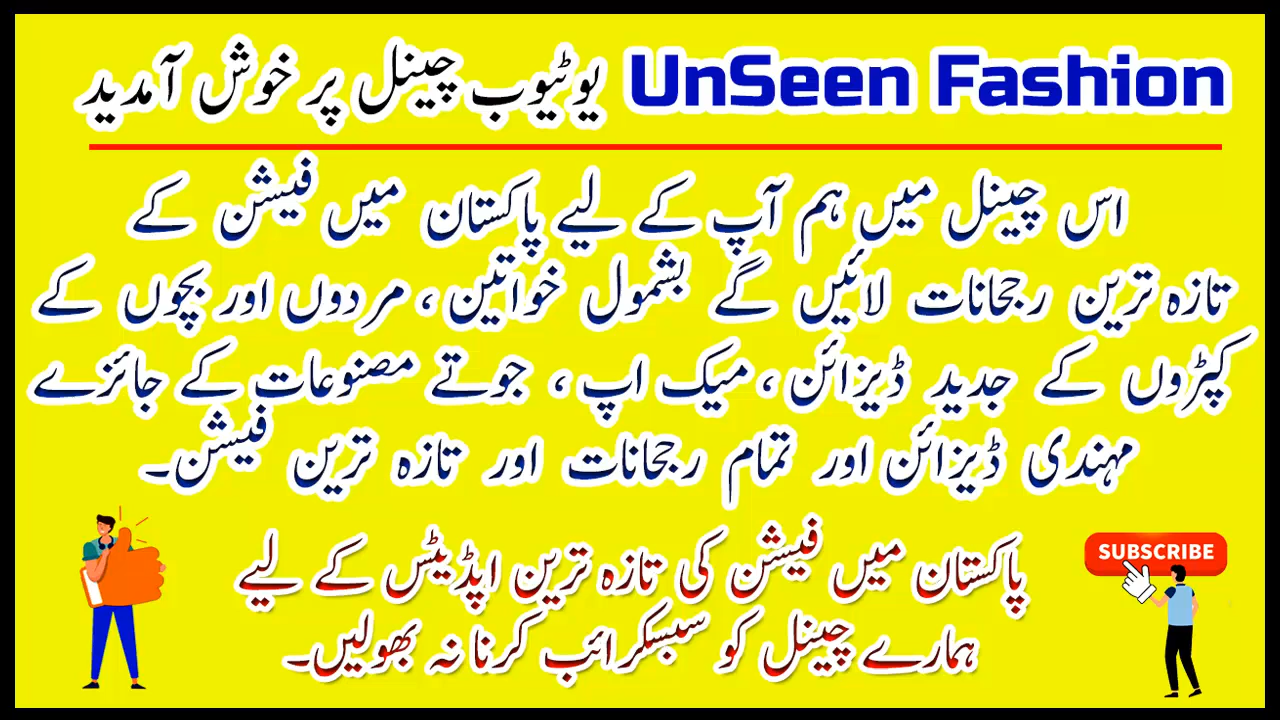 UnSeen Fashion یوٹیوب چینل پر خوش آمدید
اس چینل میں ہم آپ کے لیے پاکستان میں فیشن کے
تازہ ترین رجحانات لائیں گے بشمول خواتین، مردوں اور بچوں کے
کپڑوں کے جدید ڈیزائن، میک اپ، جوتے مصنوعات کے جائزے
مہندی ڈیزائن اور تمام رجحانات اور تازہ ترین فیشن۔
پاکستان میں فیشن کی تازہ ترین اپڈیٹس کے لیے
ہمارے چینل کو سبسکرائب کرنا نہ بھولیں۔
SUBSCRIBE